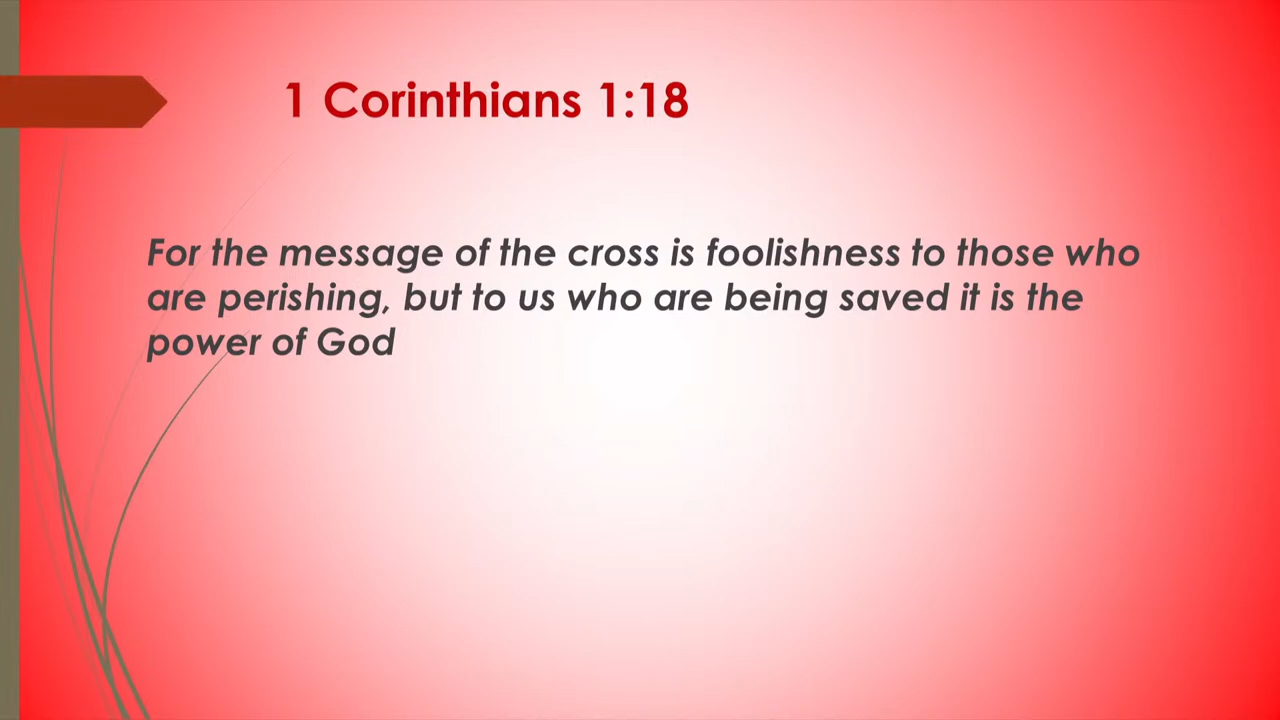 1 Corinthians 1:18
For the message of the cross is foolishness to those who
are perishing, but to us who are being saved it is the
power of God